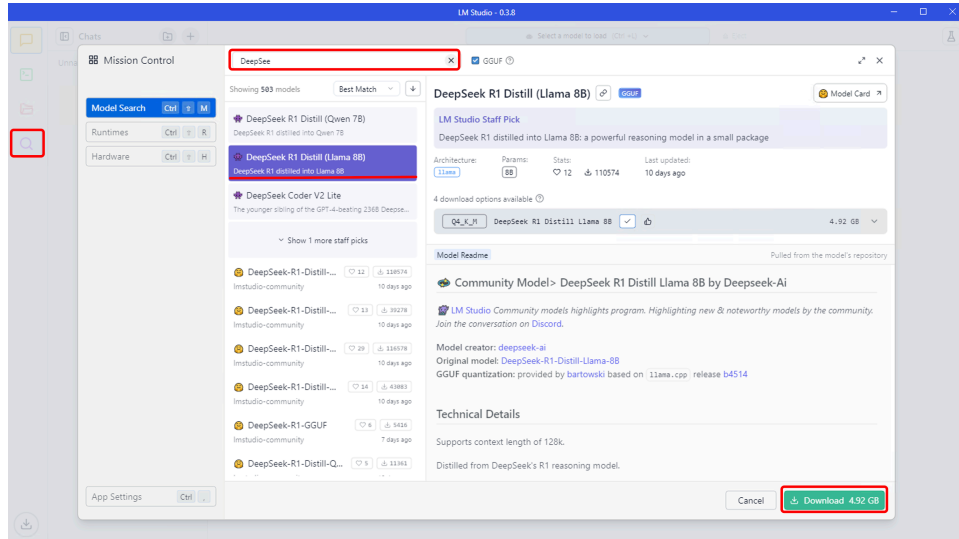 LM Studio - 0.3.8
Chats
Select a model to load (Ctrl +L)
Mission Control
DeepSee
GGUF
Model Search Ctrl ⇧ M
Runtimes Ctrl ⇧ R
Hardware Ctrl ⇧ H
App Settings Ctrl ,
Showing 503 models Best Match
DeepSeek R1 Distill (Qwen 7B)
DeepSeek R1 distilled into Qwen 7B
DeepSeek R1 Distill (Llama 8B)
DeepSeek R1 distilled into Llama 8B
DeepSeek Coder V2 Lite
The younger sibling of the GPT-4-beating 236B Deepse...
Show 1 more staff picks
DeepSeek-R1-Distill-... 12 110574
lmstudio-community 10 days ago
DeepSeek-R1-Distill-... 13 39278
lmstudio-community 10 days ago
DeepSeek-R1-Distill-... 29 116578
lmstudio-community 10 days ago
DeepSeek-R1-Distill-... 14 43883
lmstudio-community 10 days ago
DeepSeek-R1-GGUF 6 5416
lmstudio-community 7 days ago
DeepSeek-R1-Distill-Q... 5 11361
DeepSeek R1 Distill (Llama 8B) GGUF
Model Card
LM Studio Staff Pick
DeepSeek R1 distilled into Llama 8B: a powerful reasoning model in a small package
Architecture: Params: Stats: Last updated:
llama 8B 12 110574 10 days ago
4 download options available
Q4_K_M DeepSeek R1 Distill Llama 8B 4.92 GB
Model Readme Pulled from the model's repository
Community Model> DeepSeek R1 Distill Llama 8B by Deepseek-Ai
LM Studio Community models highlights program. Highlighting new & noteworthy models by the community.
Join the conversation on Discord.
Model creator: deepseek-ai
Original model: DeepSeek-R1-Distill-Llama-8B
GGUF quantization: provided by bartowski based on llama.cpp release b4514
Technical Details
Supports context length of 128k.
Distilled from DeepSeek's R1 reasoning model.
Cancel Download 4.92 GB